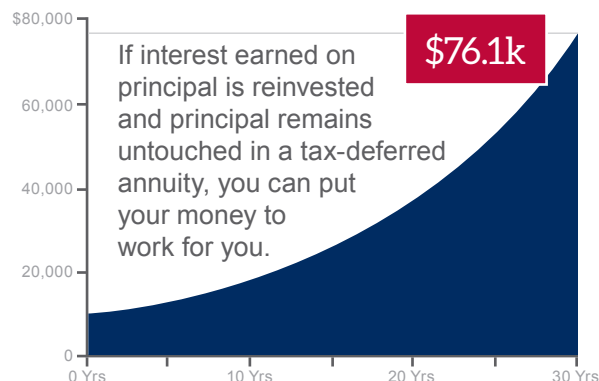 $80,000
$76.1k
If interest earned on
principal is reinvested
and principal remains
untouched in a tax-deferred
annuity, you can put
your money to
work for you.
60,000
40,000
20,000
0
0 Yrs 10 Yrs 20 Yrs 30 Yrs